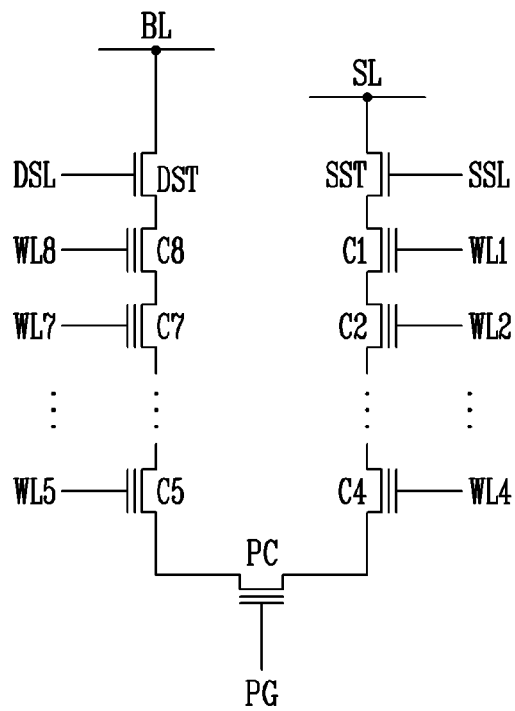 BL
SL
DSL DST SST SSL
WL8 C8 C1 WL1
WL7 C7 C2 WL2
WL5 C5 C4 WL4
PC
PG